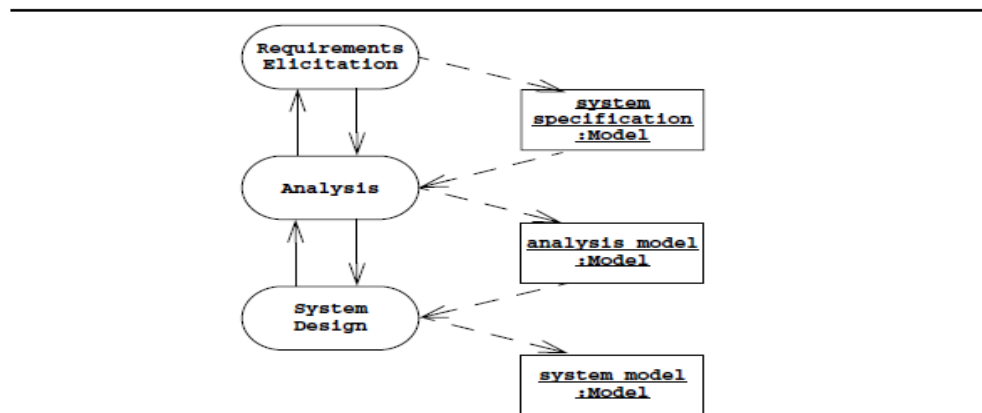 Requirements
Elicitation
system
specification
:Model
Analysis
analysis model
:Model
System
Design
system model
:Model